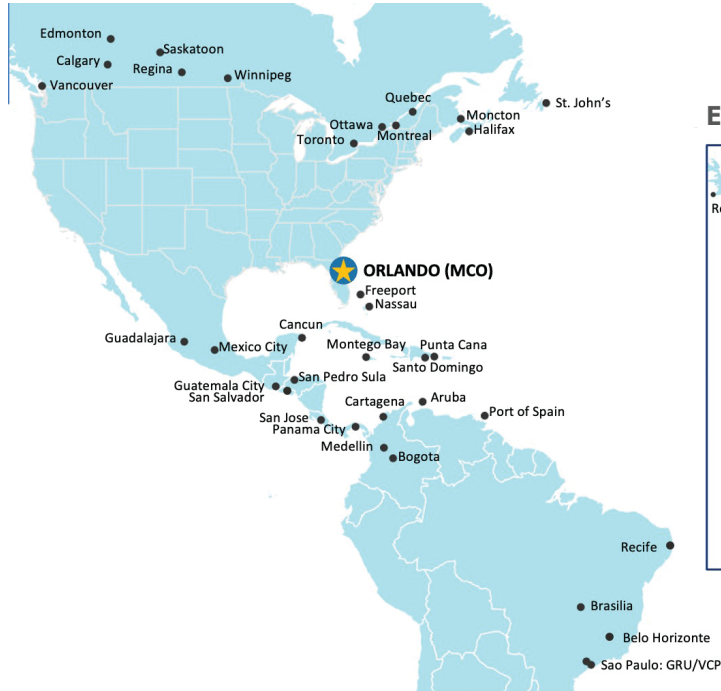 Edmonton
Saskatoon
Calgary
Regina
Winnipeg
Vancouver
Quebec
St. John’s
Moncton
Ottawa
Montreal
Halifax
Toronto
E
R
ORLANDO (MCO)
Freeport
Nassau
Cancun
Guadalajara
Mexico City
Montego Bay
Punta Cana
Santo Domingo
San Pedro Sula
Guatemala City
San Salvador
Cartagena
Aruba
Port of Spain
San Jose
Panama City
Medellin
Bogota
Recife
Brasilia
Belo Horizonte
Sao Paulo: GRU/VCP